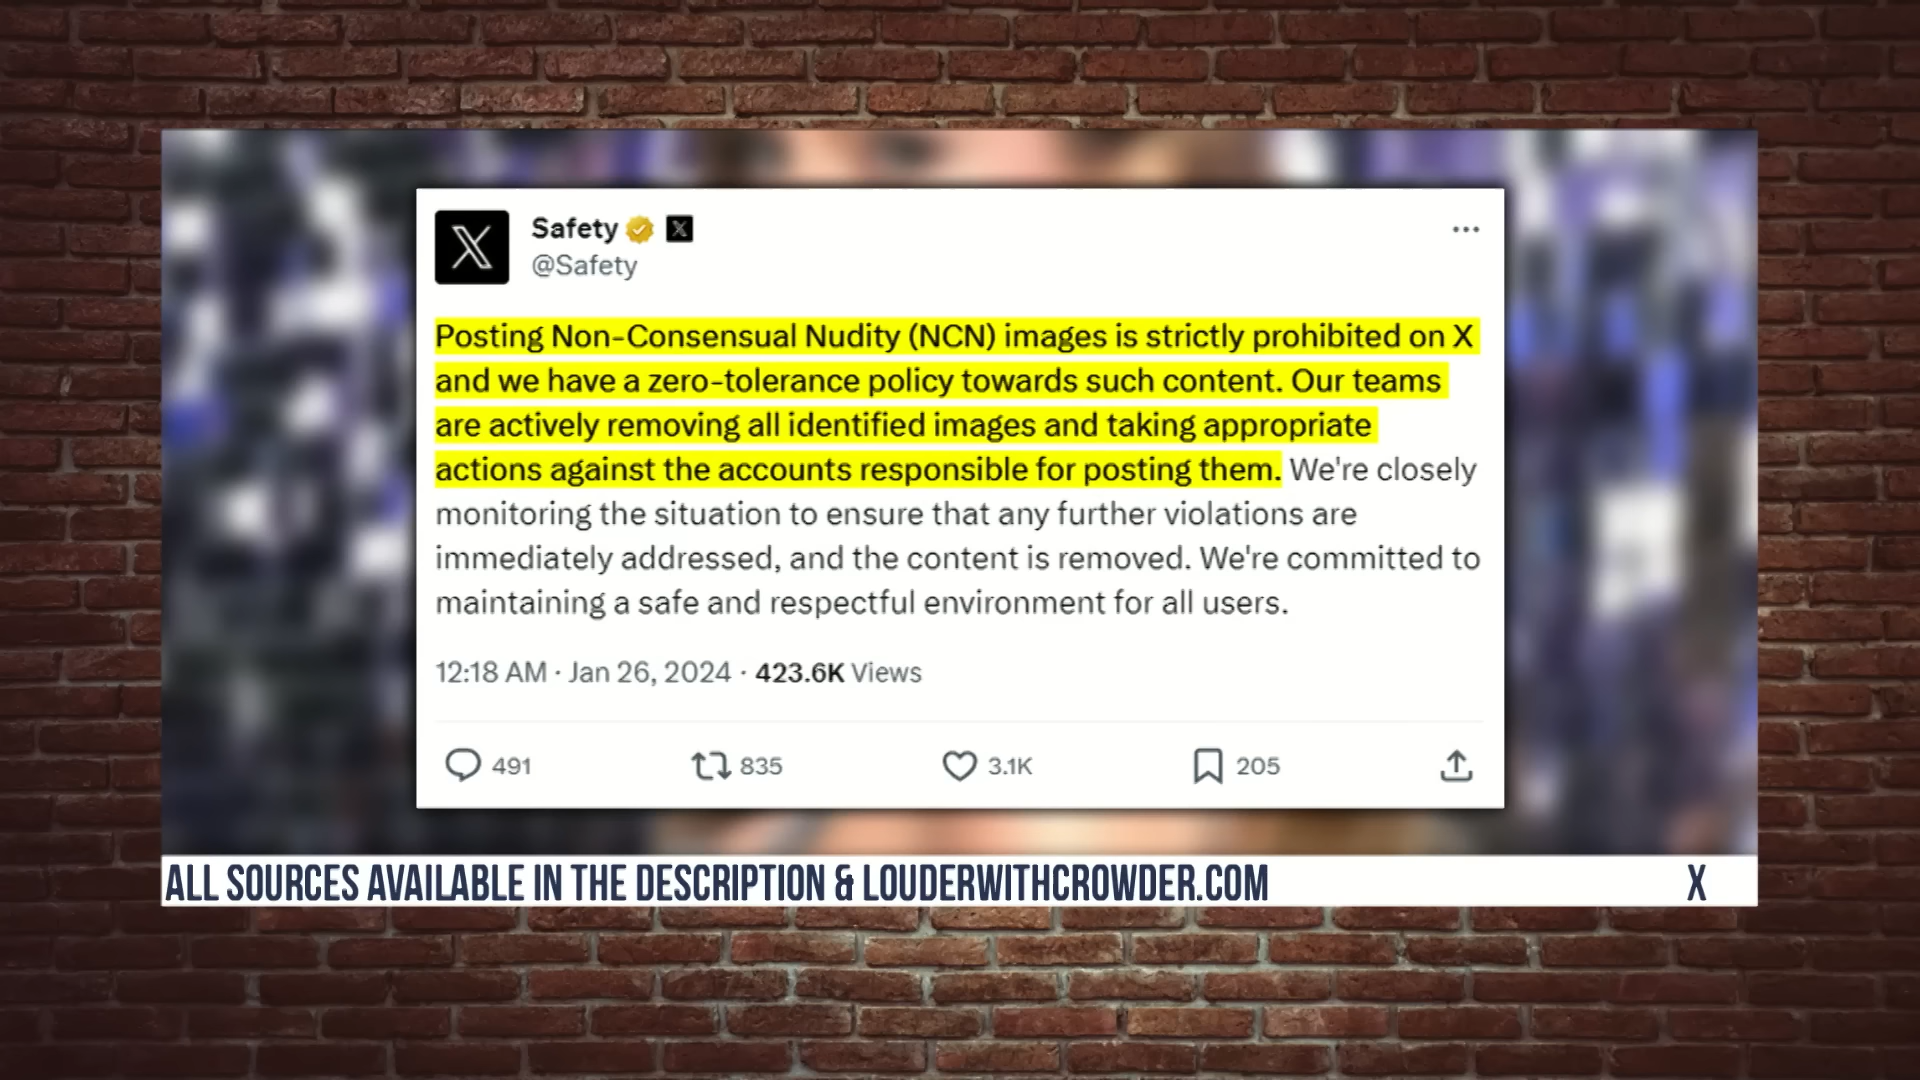 Safety
@Safety
Posting Non-Consensual Nudity (NCN) images is strictly prohibited on X
and we have a zero-tolerance policy towards such content. Our teams
are actively removing all identified images and taking appropriate
actions against the accounts responsible for posting them. We're closely
monitoring the situation to ensure that any further violations are
immediately addressed, and the content is removed. We're committed to
maintaining a safe and respectful environment for all users.
12:18 AM · Jan 26, 2024 · 423.6K Views
491 835 3.1K 205
ALL SOURCES AVAILABLE IN THE DESCRIPTION & LOUDERWITHCROWDER.COM X